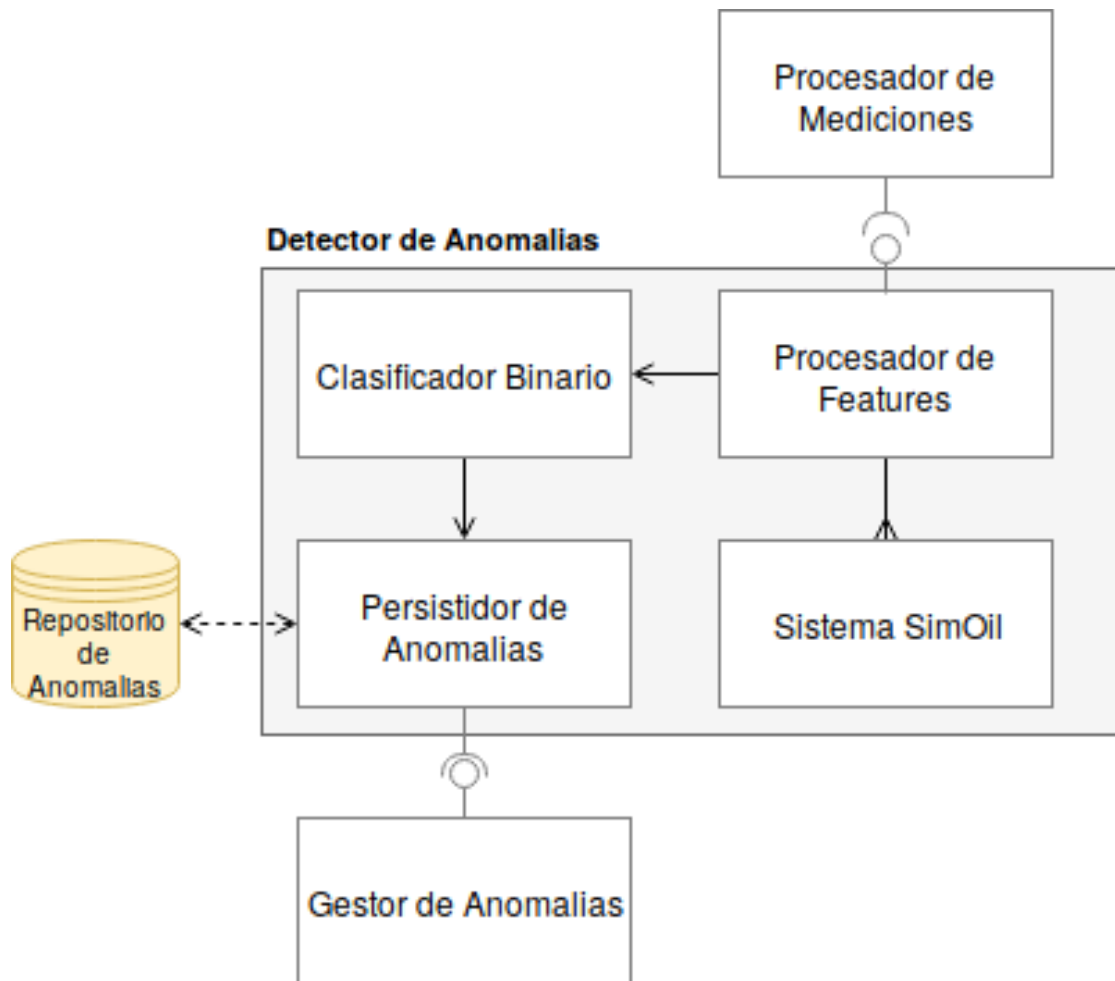 Procesador de
Mediciones
Detector de Anomalias
Clasificador Binario
Procesador de
Features
Repositorio
de
Anomalias
Persistidor de
Anomalias
Sistema SimOil
Gestor de Anomalias